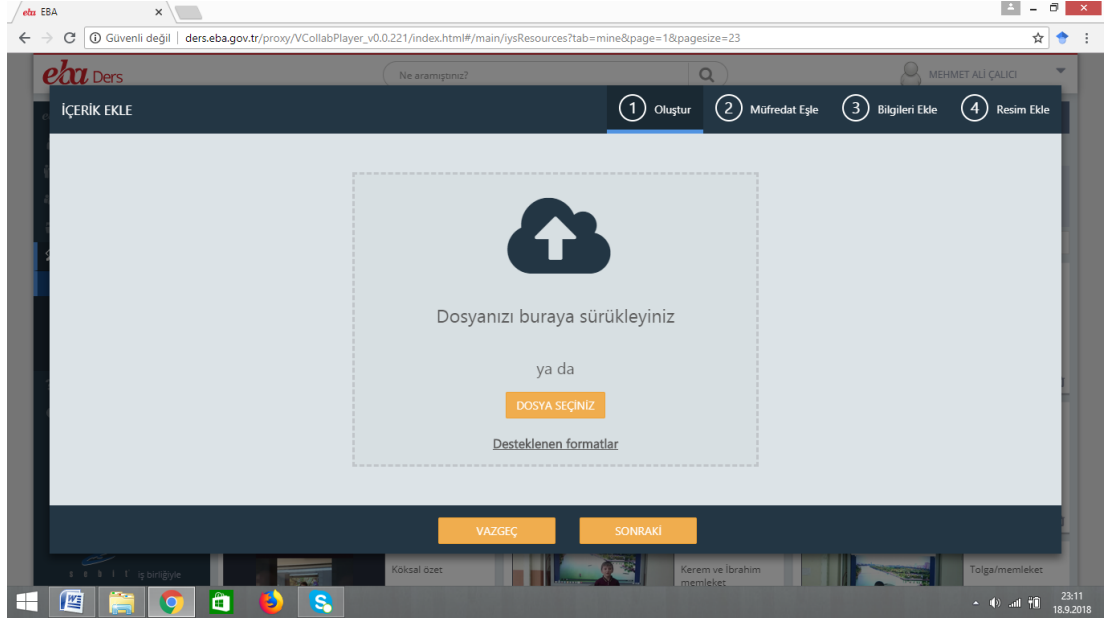 eba EBA
Güvenli değil | ders.eba.gov.tr/proxy/VCollabPlayer_v0.0.221/index.html#/main/iysResources?tab=mine&page=1&pagesize=23
eba Ders
Ne aramıştınız?
MEHMET ALİ ÇALICI
İÇERİK EKLE
1 Oluştur
2 Müfredat Eşle
3 Bilgileri Ekle
4 Resim Ekle
Dosyanızı buraya sürükleyiniz
ya da
DOSYA SEÇİNİZ
Desteklenen formatlar
VAZGEÇ
SONRAKİ
sebit işbirliğiyle
Köksal özet
Kerem ve İbrahim
memleket
Tolga/memleket
23:11
18.9.2018